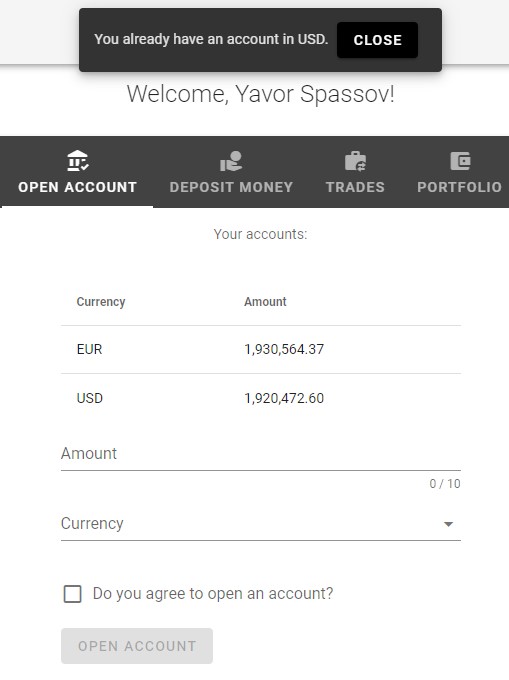 You already have an account in USD. CLOSE
Welcome, Yavor Spassov!
OPEN ACCOUNT DEPOSIT MONEY TRADES PORTFOLIO
Your accounts:
Currency Amount
EUR 1,930,564.37
USD 1,920,472.60
Amount
0 / 10
Currency
Do you agree to open an account?
OPEN ACCOUNT